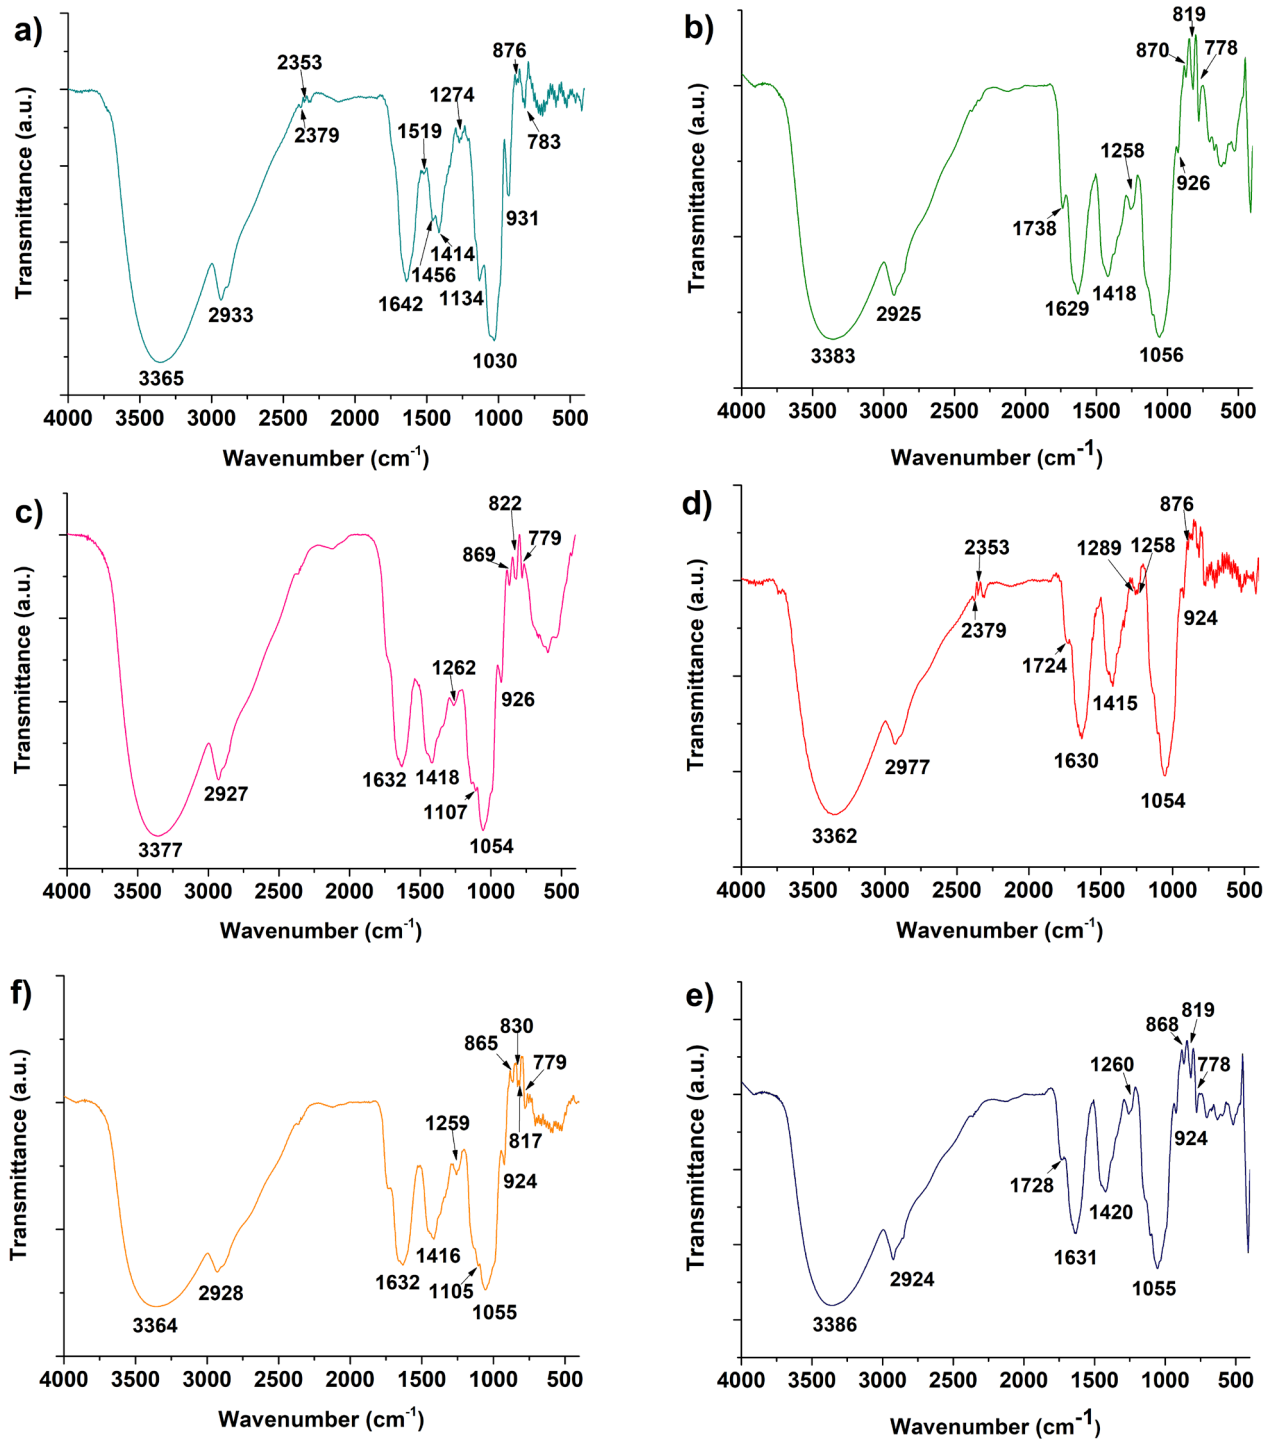 a)
Transmittance (a.u.)
2353
2379
1519
1274
876
783
931
1414
1456
1134
1642
2933
1030
3365
4000 3500 3000 2500 2000 1500 1000 500
Wavenumber (cm-1)
b)
Transmittance (a.u.)
819
870
778
1258
926
1738
1629
1418
2925
3383
1056
4000 3500 3000 2500 2000 1500 1000 500
Wavenumber (cm-1)
c)
Transmittance (a.u.)
822
869
779
1262
926
1632
1418
1107
2927
1054
3377
4000 3500 3000 2500 2000 1500 1000 500
Wavenumber (cm-1)
d)
Transmittance (a.u.)
876
2353
1289
1258
2379
924
1724
1415
1630
2977
1054
3362
4000 3500 3000 2500 2000 1500 1000 500
Wavenumber (cm-1)
f)
Transmittance (a.u.)
830
865
779
1259
817
924
1416
1632
1105
2928
1055
3364
4000 3500 3000 2500 2000 1500 1000 500
Wavenumber (cm-1)
e)
Transmittance (a.u.)
819
868
1260
778
924
1728
1420
1631
2924
1055
3386
4000 3500 3000 2500 2000 1500 1000 500
Wavenumber (cm-1)